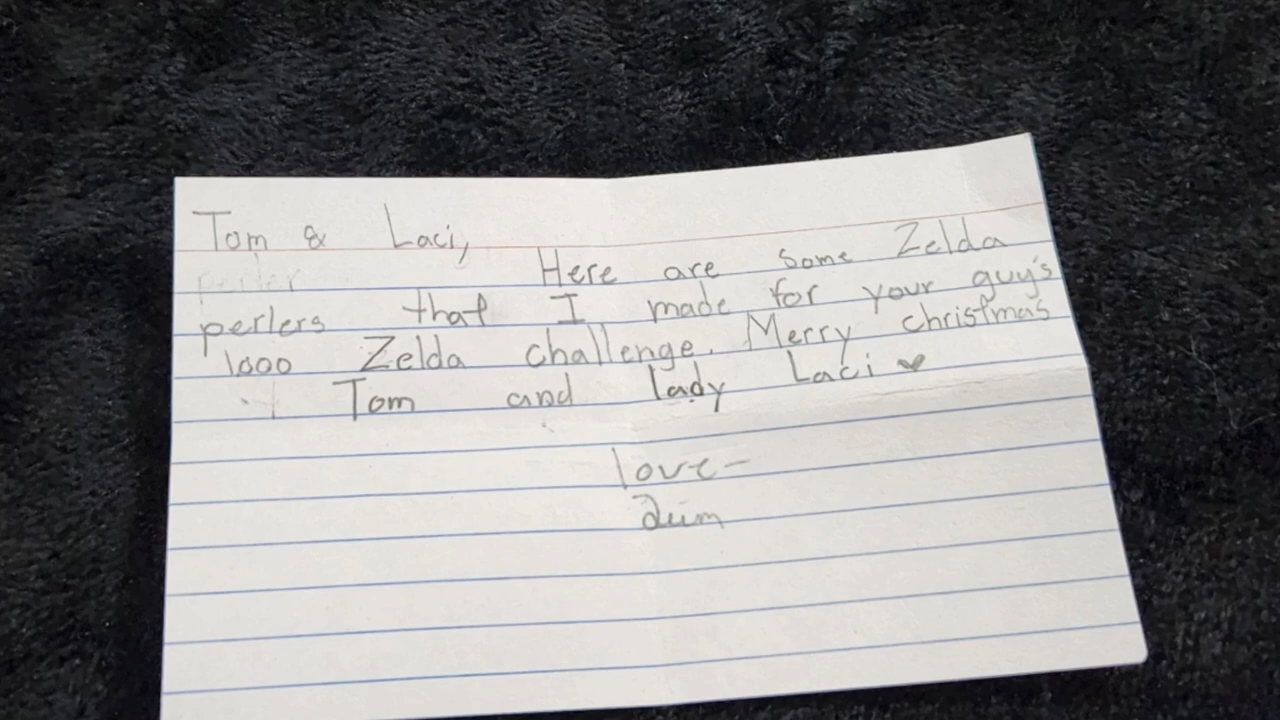 Tom & Laci,
Here are some Zelda
perler
perlers that I made for your guy's
1000 Zelda challenge. Merry christmas
Tom and lady Laci ♥
love-